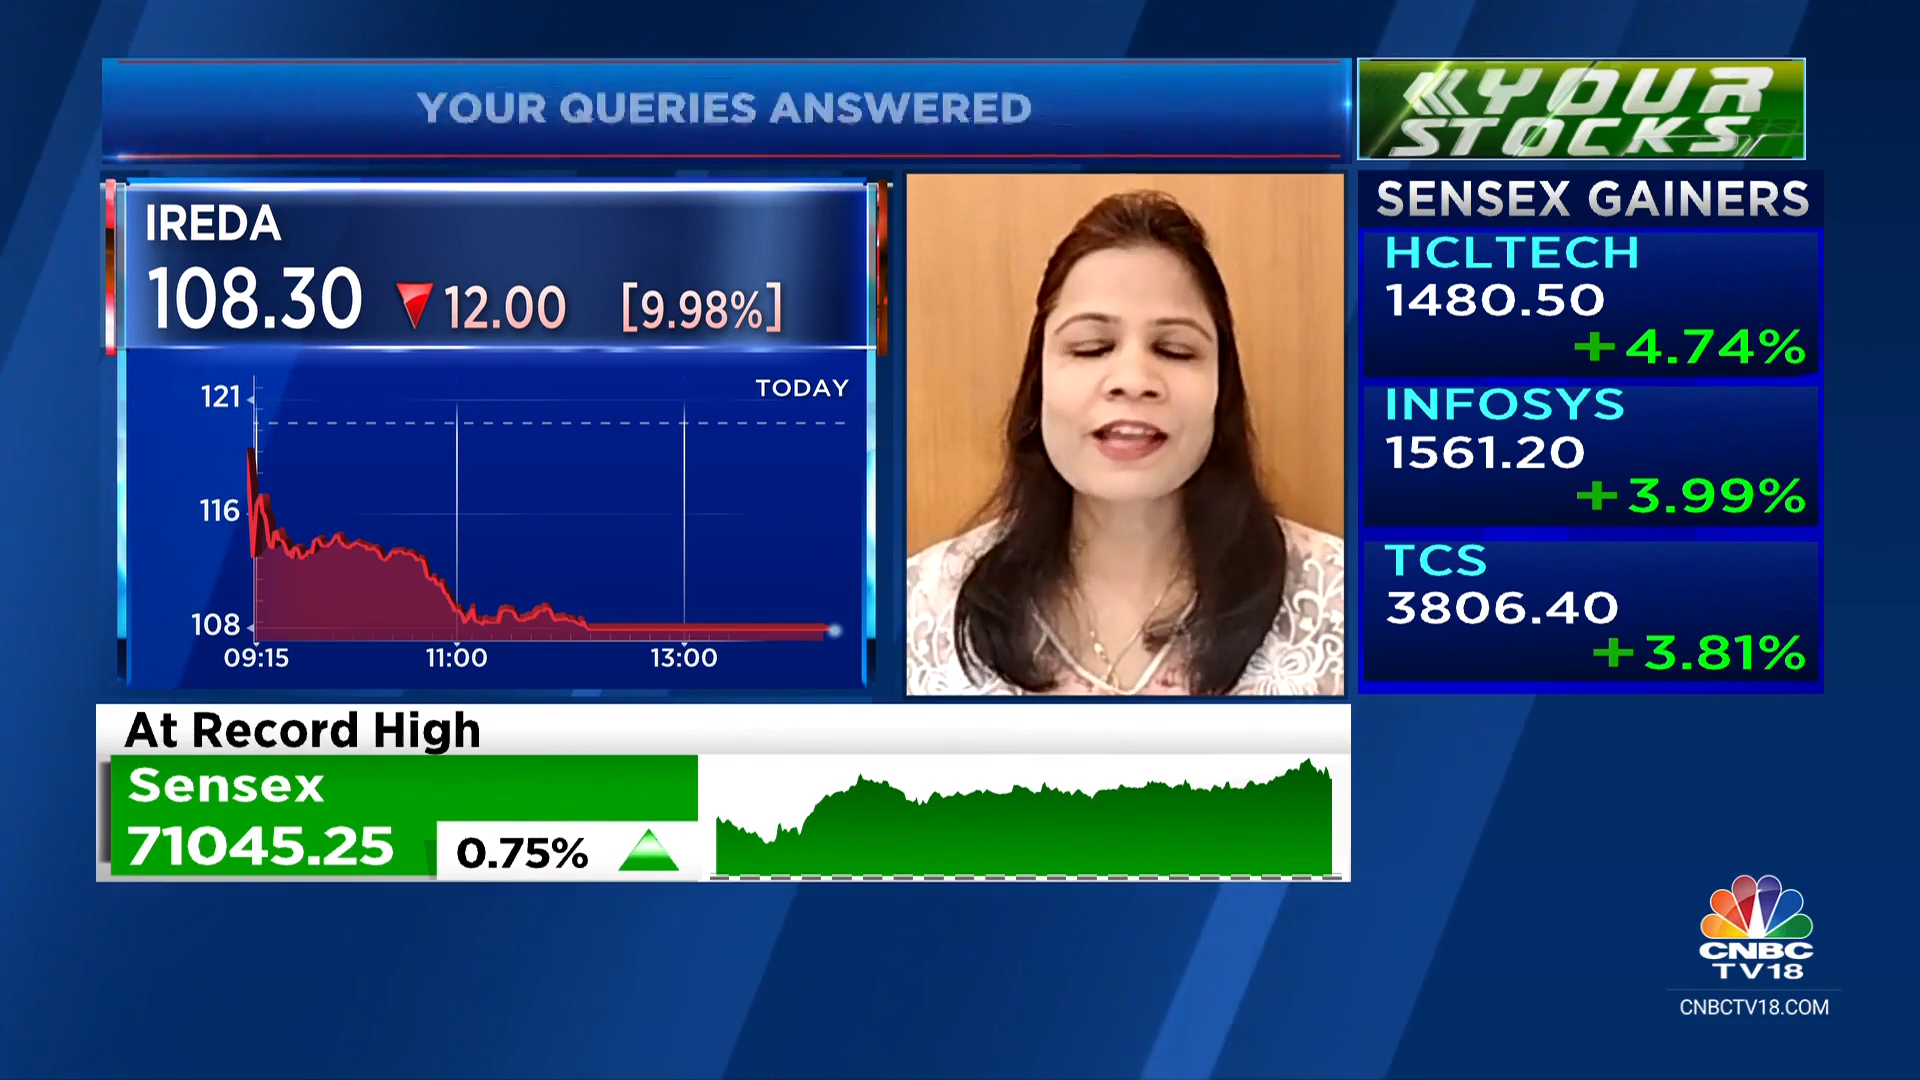 YOUR QUERIES ANSWERED
YOUR
STOCKS
IREDA
108.30 ▼ 12.00 [9.98%]
TODAY
121
116
108
09:15 11:00 13:00
SENSEX GAINERS
HCLTECH
1480.50
+4.74%
INFOSYS
1561.20
+3.99%
TCS
3806.40
+3.81%
At Record High
Sensex
71045.25 0.75% ▲
CNBC
TV18
CNBCTV18.COM